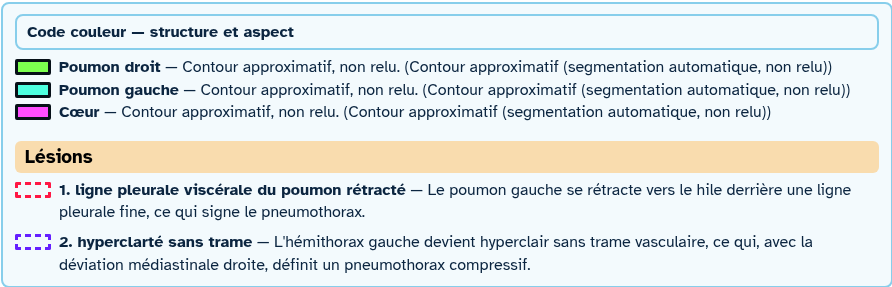 Code couleur — structure et aspect
Poumon droit — Contour approximatif, non relu. (Contour approximatif (segmentation automatique, non relu))
Poumon gauche — Contour approximatif, non relu. (Contour approximatif (segmentation automatique, non relu))
Cœur — Contour approximatif, non relu. (Contour approximatif (segmentation automatique, non relu))
Lésions
1. ligne pleurale viscérale du poumon rétracté — Le poumon gauche se rétracte vers le hile derrière une ligne
pleurale fine, ce qui signe le pneumothorax.
2. hyperclarté sans trame — L'hémithorax gauche devient hyperclair sans trame vasculaire, ce qui, avec la
déviation médiastinale droite, définit un pneumothorax compressif.